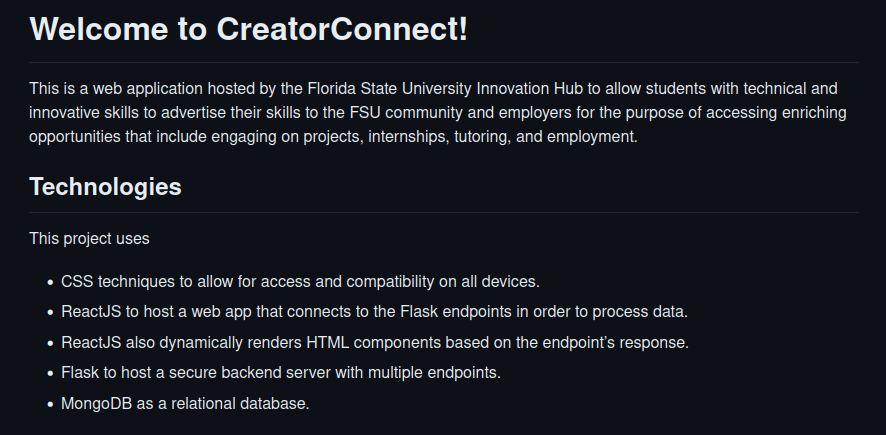 Welcome to CreatorConnect!
This is a web application hosted by the Florida State University Innovation Hub to allow students with technical and
innovative skills to advertise their skills to the FSU community and employers for the purpose of accessing enriching
opportunities that include engaging on projects, internships, tutoring, and employment.
Technologies
This project uses
• CSS techniques to allow for access and compatibility on all devices.
• ReactJS to host a web app that connects to the Flask endpoints in order to process data.
• ReactJS also dynamically renders HTML components based on the endpoint’s response.
• Flask to host a secure backend server with multiple endpoints.
• MongoDB as a relational database.